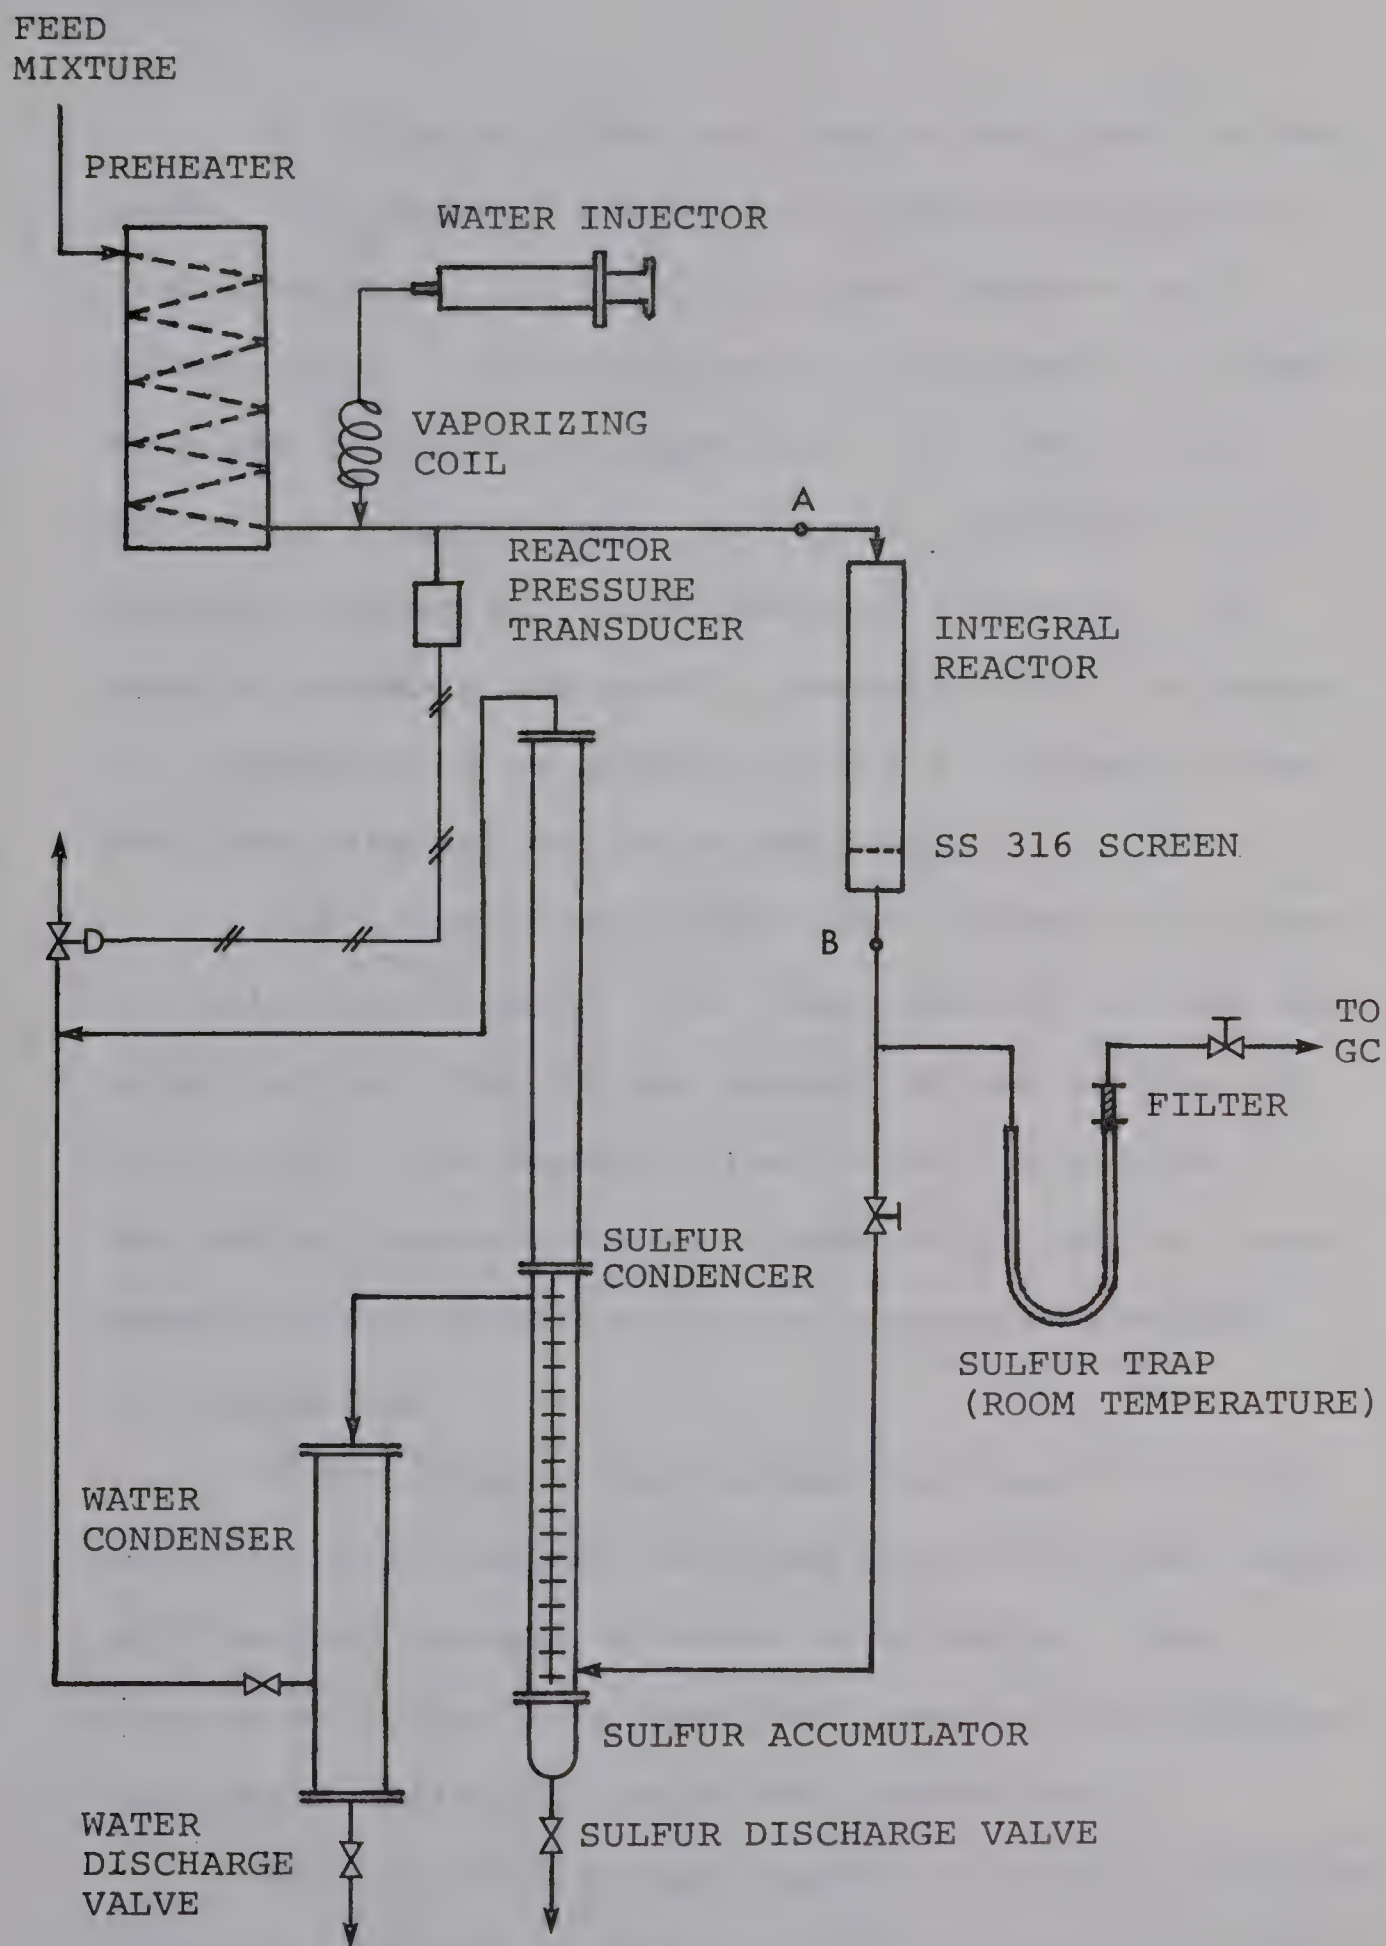 FEED
MIXTURE
PREHEATER
WATER INJECTOR
VAPORIZING
COIL
A
REACTOR
PRESSURE
TRANSDUCER
INTEGRAL
REACTOR
SS 316 SCREEN
B
TO
GC
FILTER
SULFUR
CONDENCER
SULFUR TRAP
(ROOM TEMPERATURE)
WATER
CONDENSER
SULFUR ACCUMULATOR
SULFUR DISCHARGE VALVE
WATER
DISCHARGE
VALVE